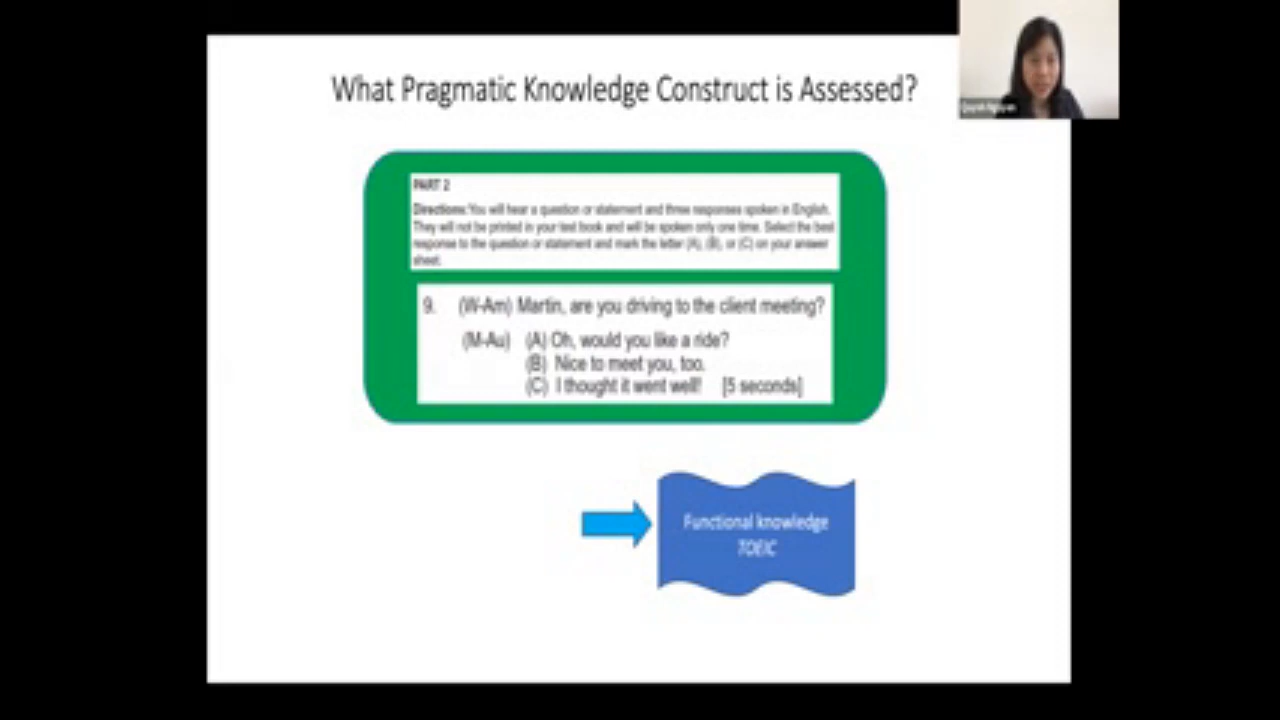 What Pragmatic Knowledge Construct is Assessed?
PART 2
Directions: You will hear a question or statement and three responses spoken in English.
They will not be printed in your test book and will be spoken only one time. Select the best
response to the question or statement and mark the letter (A), (B), or (C) on your answer
sheet.
9. (W-Am) Martin, are you driving to the client meeting?
(M-Au) (A) Oh, would you like a ride?
(B) Nice to meet you, too.
(C) I thought it went well! [5 seconds]
Functional knowledge
TOEIC
Quynh Nguyen